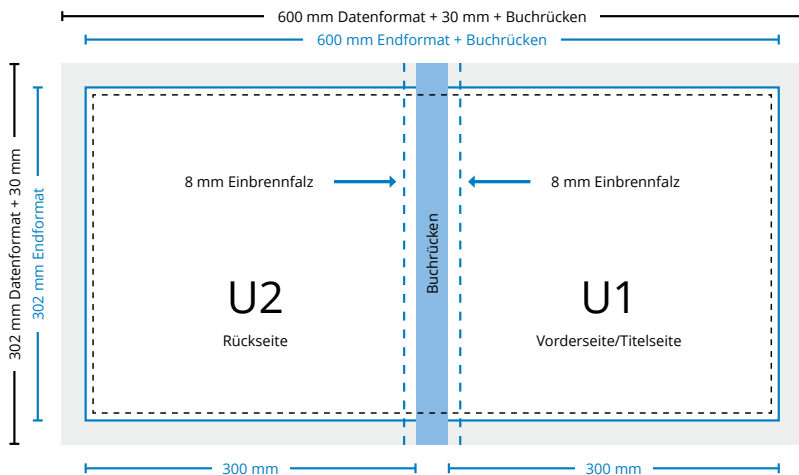 600 mm Datenformat + 30 mm + Buchrücken
600 mm Endformat + Buchrücken
302 mm Datenformat + 30 mm
302 mm Endformat
8 mm Einbrennfalz
8 mm Einbrennfalz
Buchrücken
U2
U1
Rückseite
Vorderseite/Titelseite
300 mm
300 mm